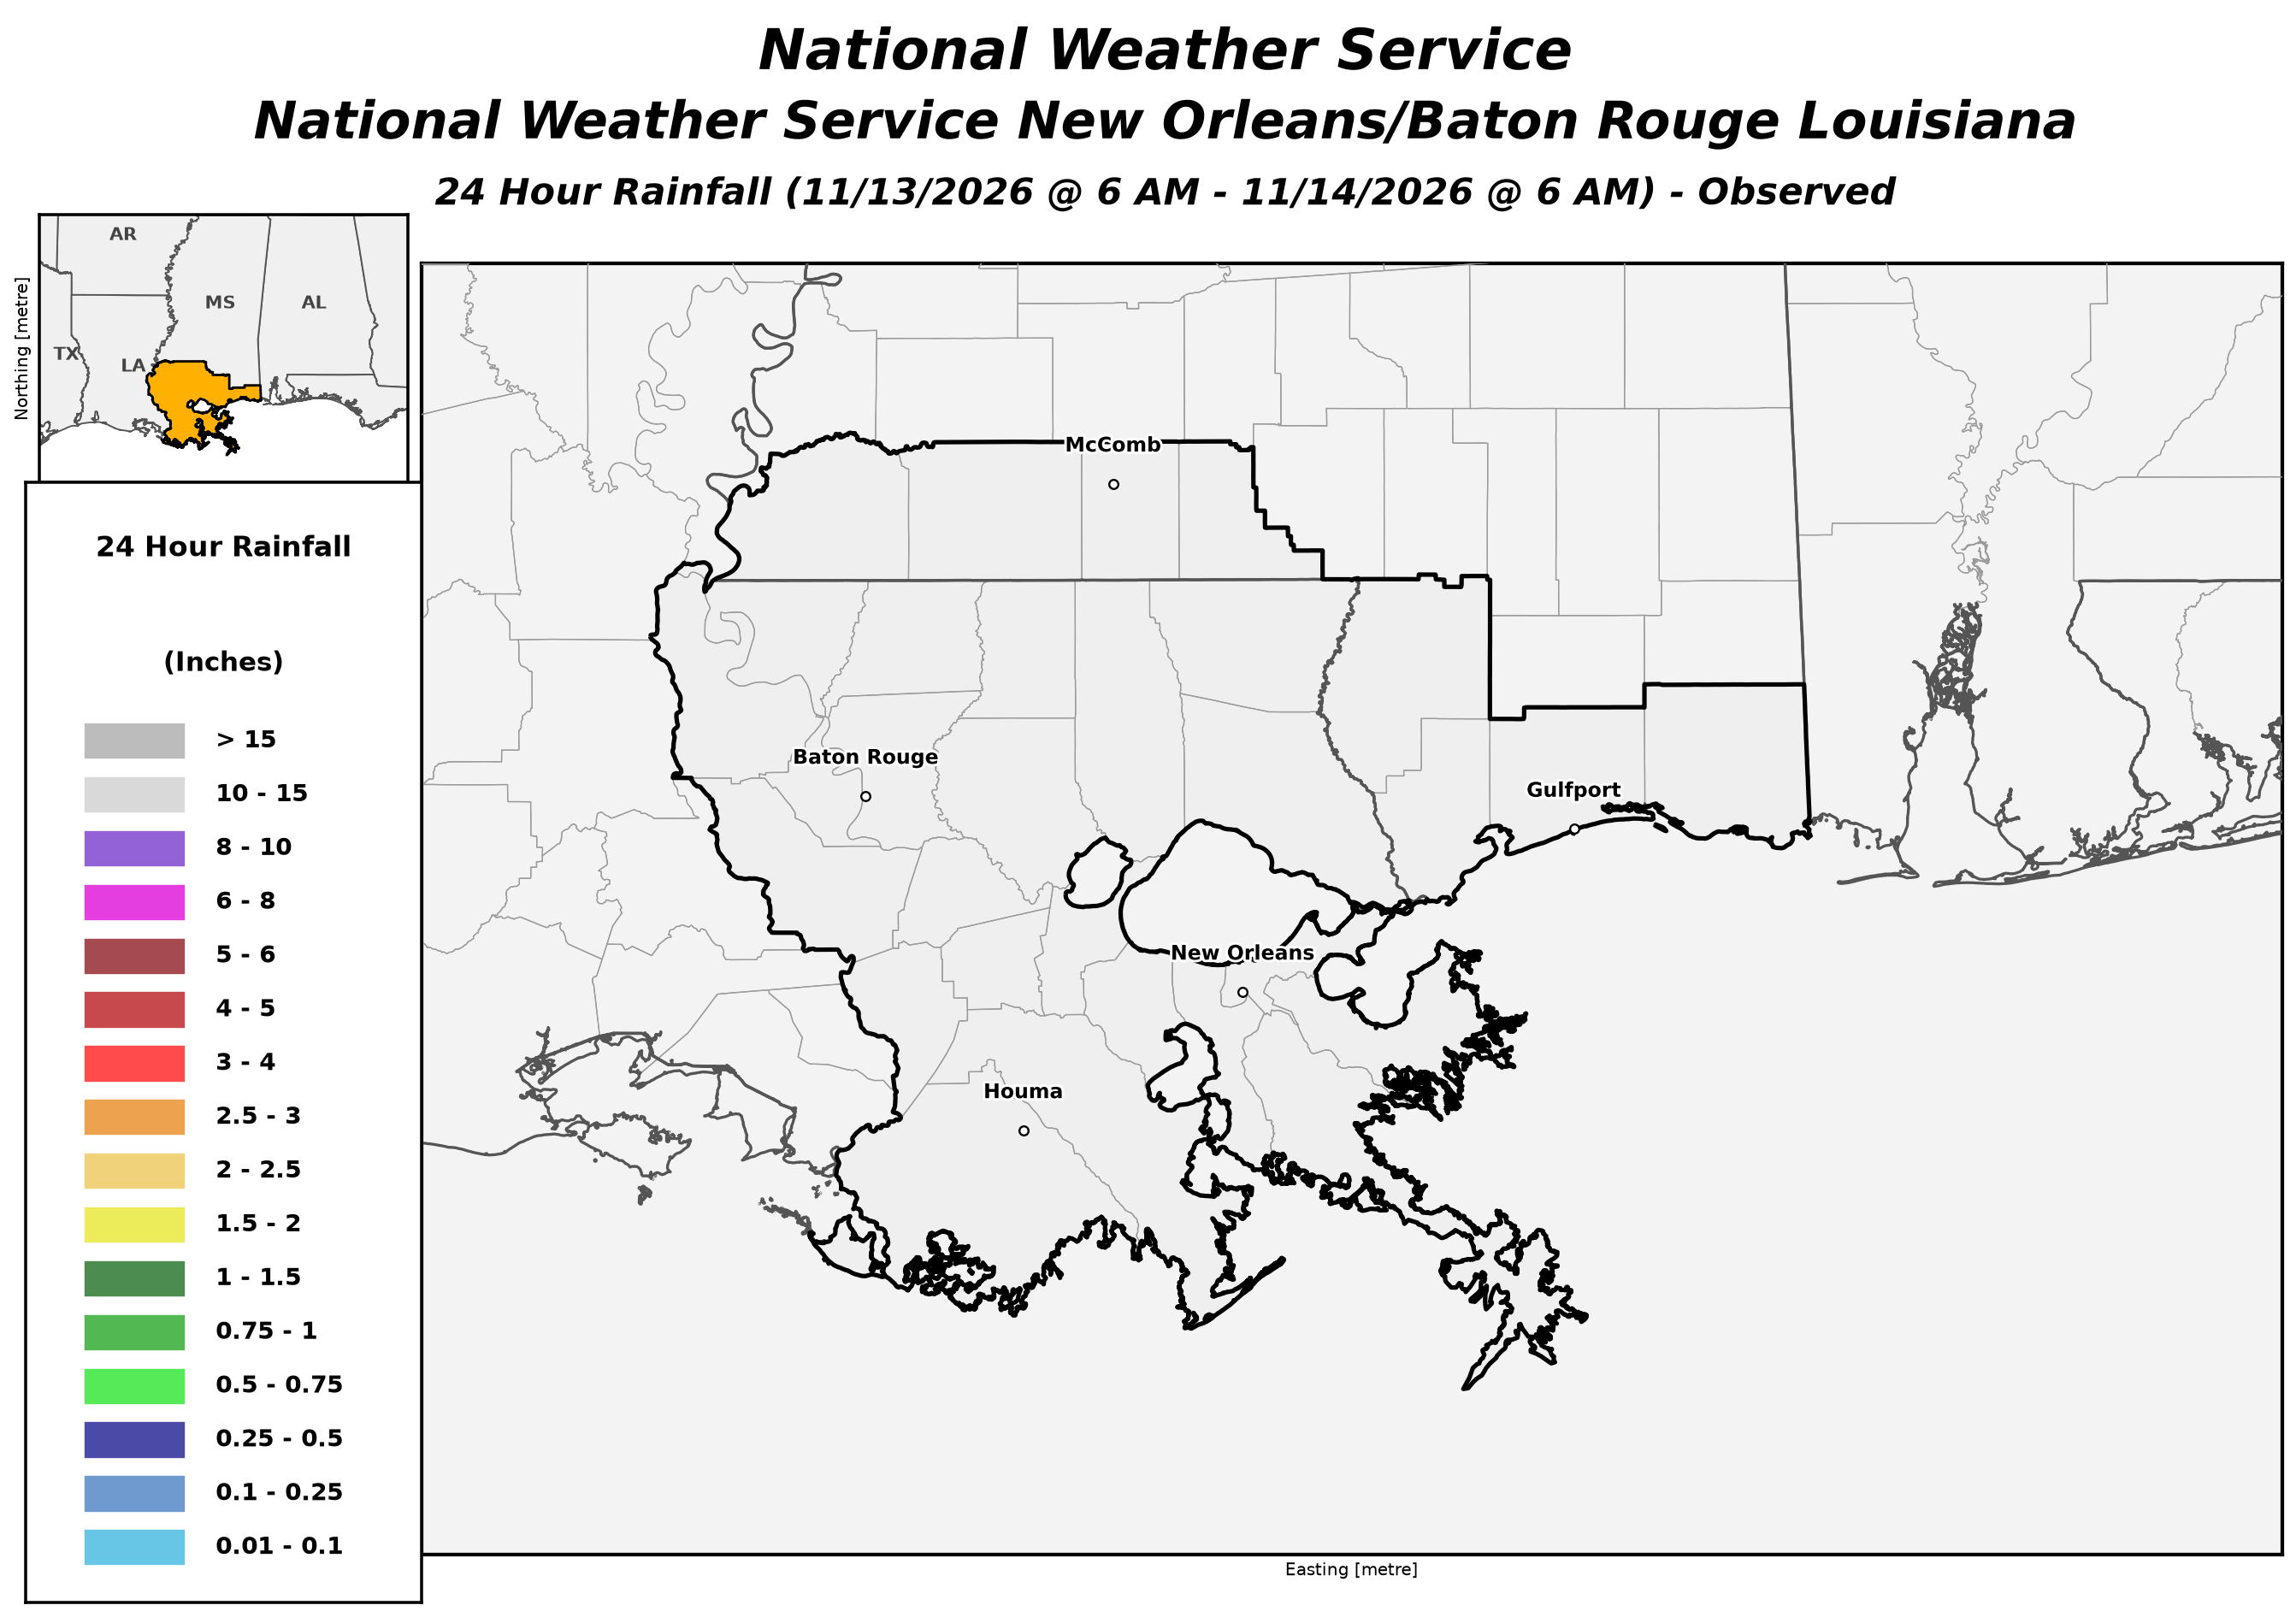 National Weather Service
National Weather Service New Orleans/Baton Rouge Louisiana
24 Hour Rainfall (11/13/2026 @ 6 AM - 11/14/2026 @ 6 AM) - Observed
AR
MS
AL
TX
LA
Northing [metre]
24 Hour Rainfall
(Inches)
> 15
10 - 15
8 - 10
6 - 8
5 - 6
4 - 5
3 - 4
2.5 - 3
2 - 2.5
1.5 - 2
1 - 1.5
0.75 - 1
0.5 - 0.75
0.25 - 0.5
0.1 - 0.25
0.01 - 0.1
McComb
Baton Rouge
Gulfport
New Orleans
Houma
Easting [metre]